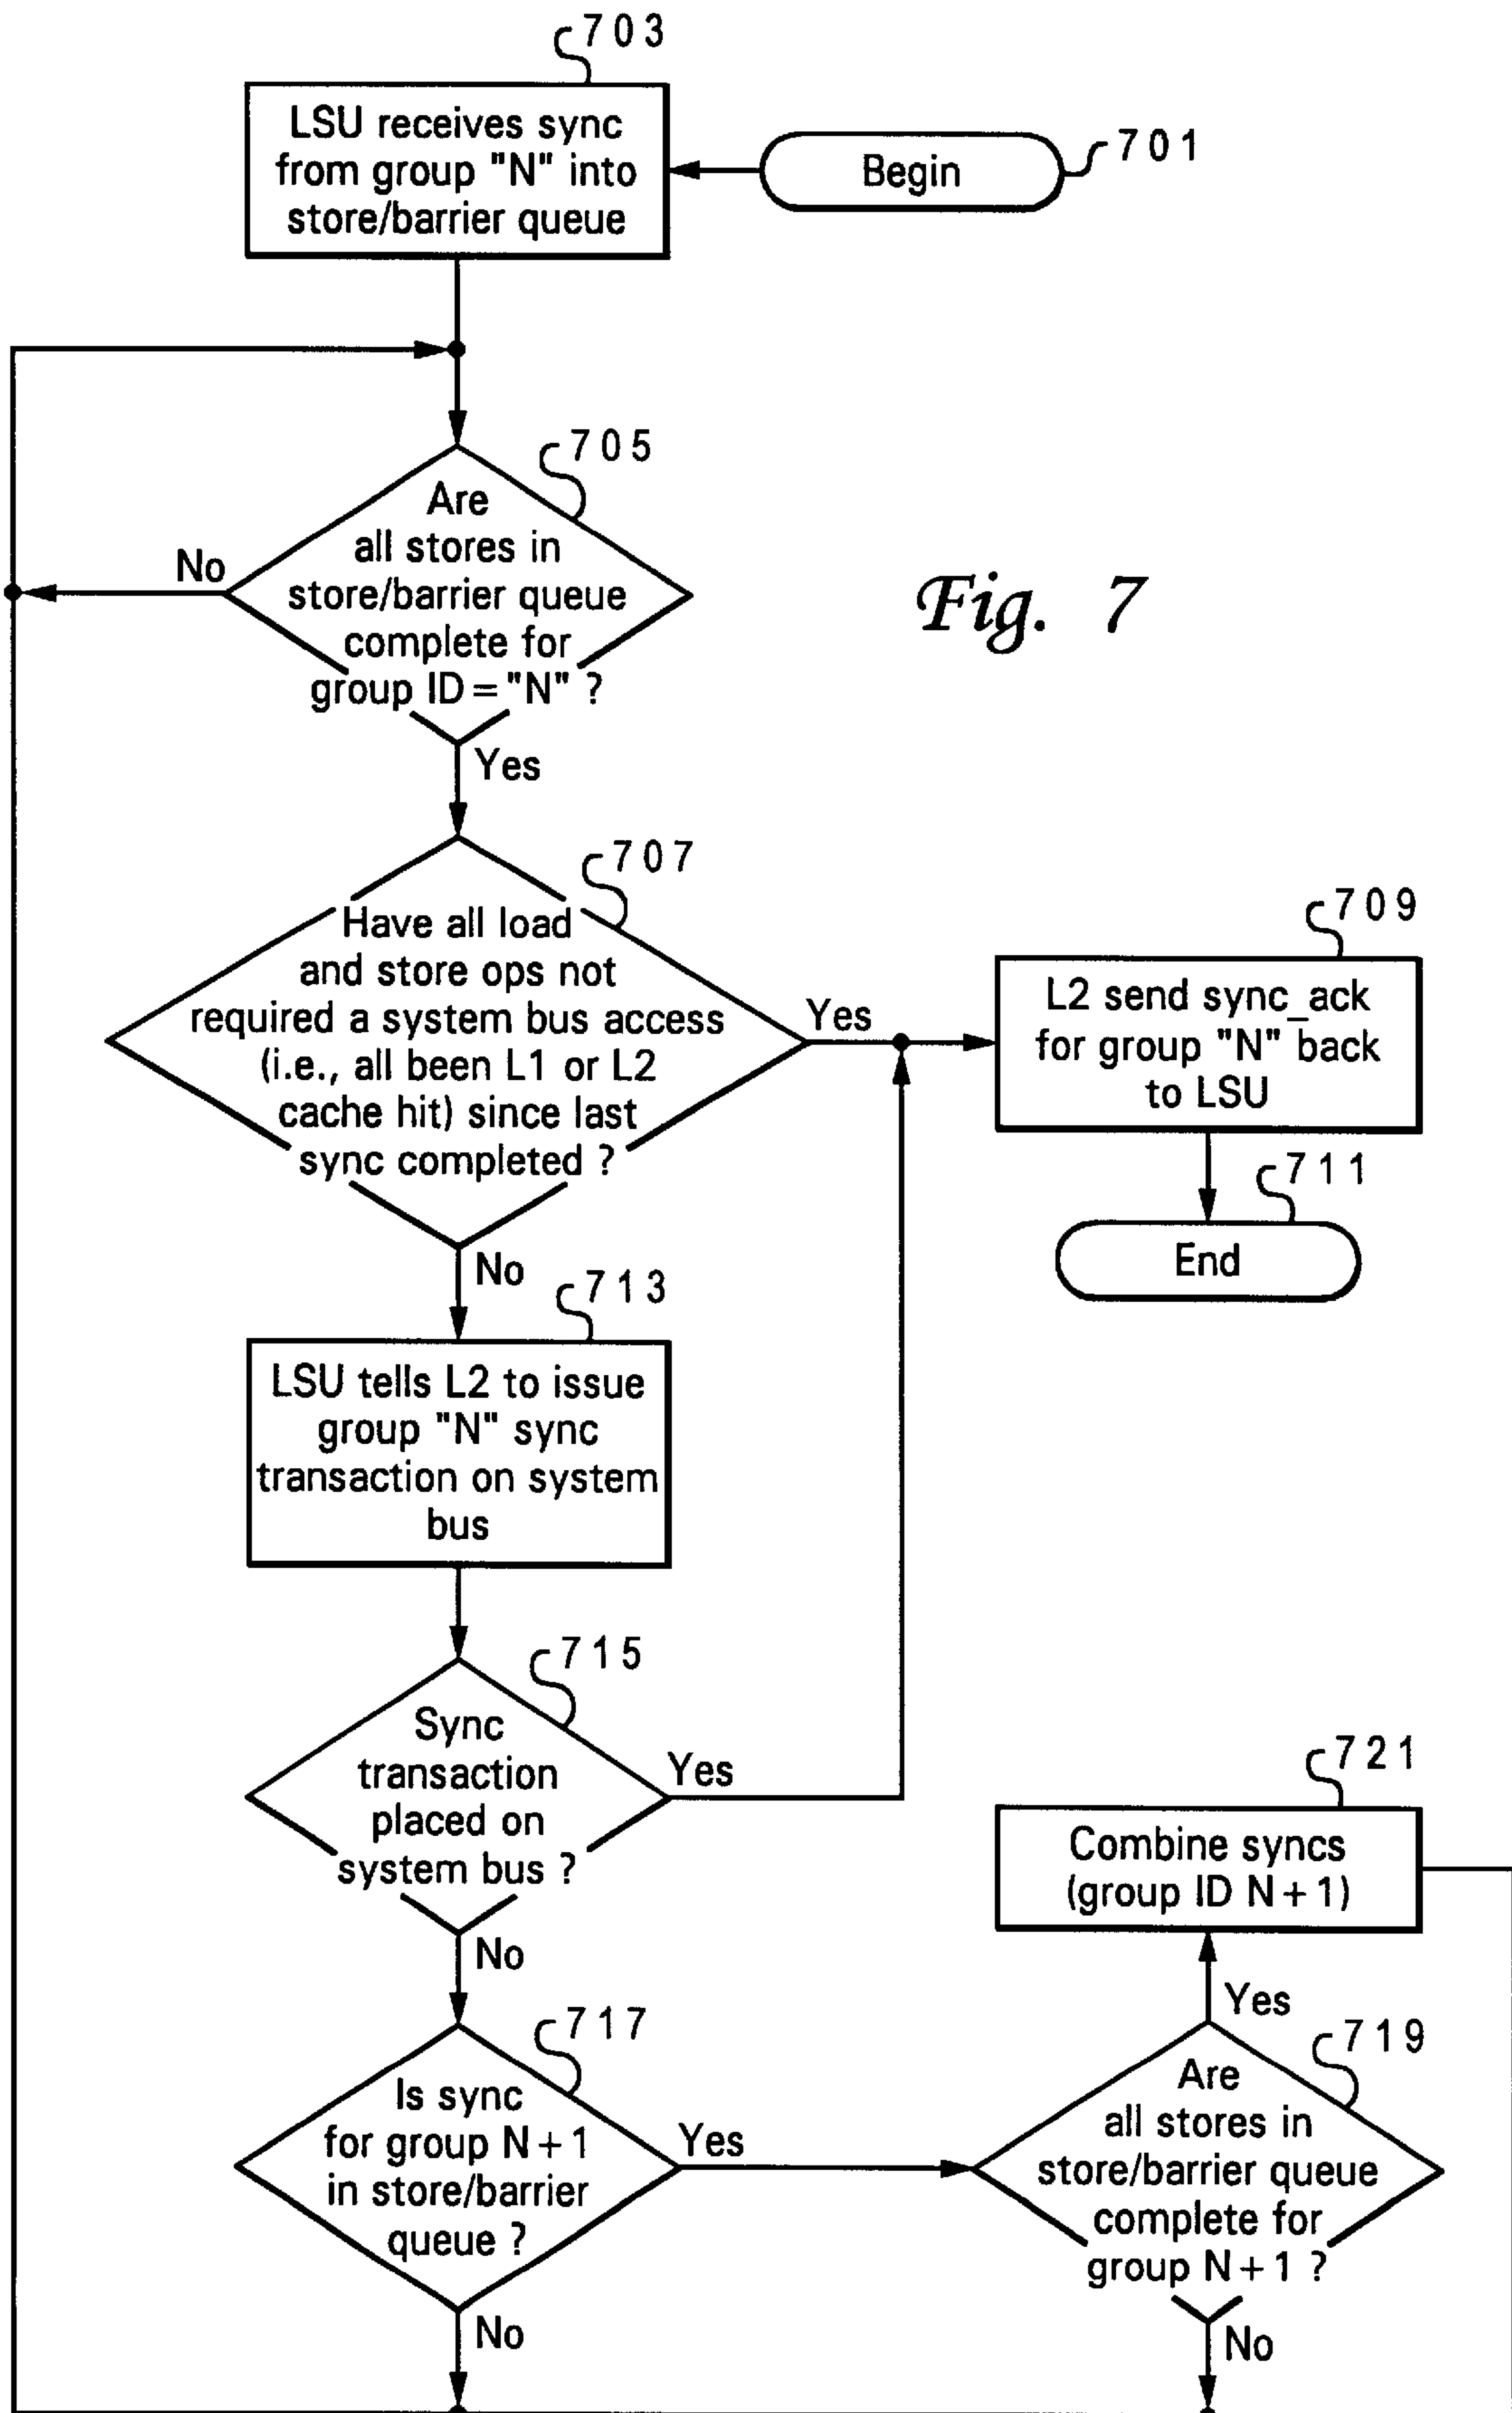 703
LSU receives sync
from group "N" into
store/barrier queue
Begin
701
705
Are
all stores in
store/barrier queue
complete for
group ID = "N" ?
No
Yes
Fig. 7
707
Have all load
and store ops not
required a system bus access
(i.e., all been L1 or L2
cache hit) since last
sync completed ?
Yes
No
709
L2 send sync_ack
for group "N" back
to LSU
711
End
713
LSU tells L2 to issue
group "N" sync
transaction on system
bus
715
Sync
transaction
placed on
system bus ?
Yes
No
721
Combine syncs
(group ID N + 1)
Yes
717
Is sync
for group N + 1
in store/barrier
queue ?
Yes
No
719
Are
all stores in
store/barrier queue
complete for
group N + 1 ?
No